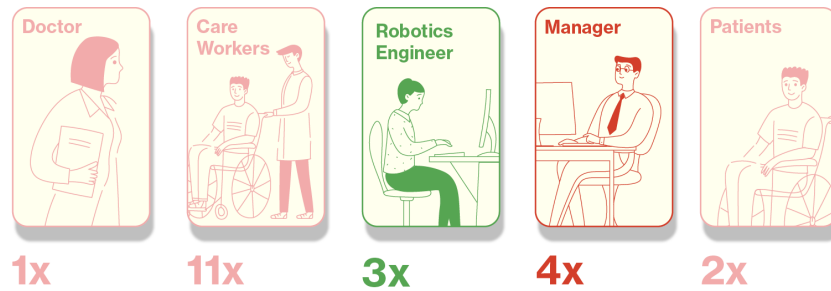 Doctor
Care
Workers
Robotics
Engineer
Manager
Patients
1x
11x
3x
4x
2x